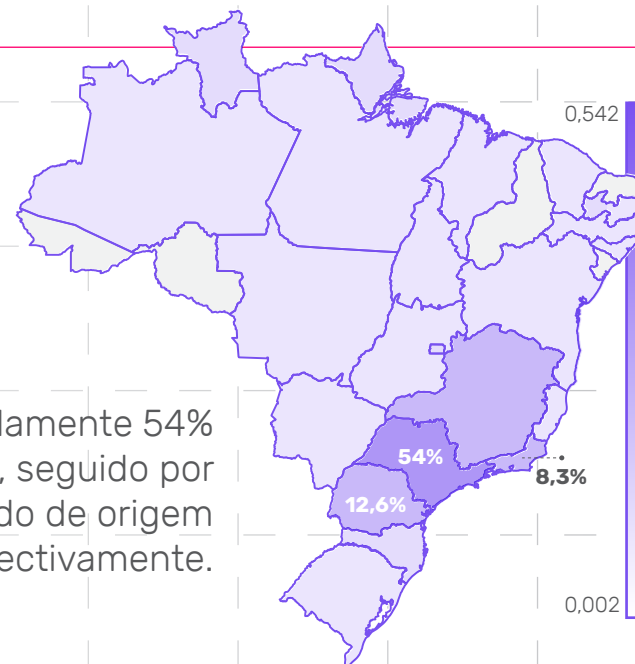 0,542
54%
8,3%
12,6%
lamente 54%
, seguido por
do de origem
ectivamente.
0,002